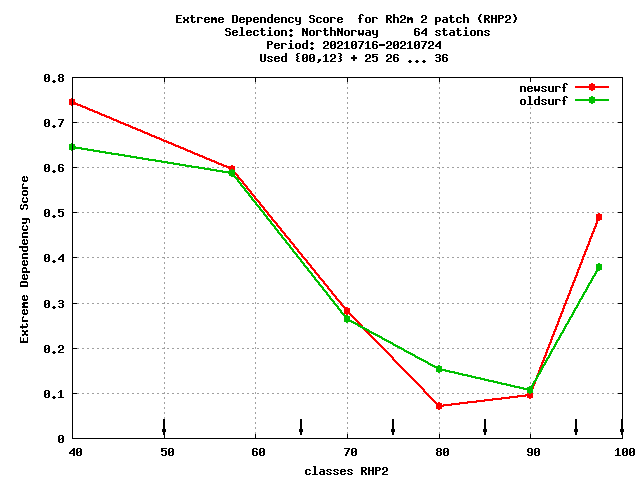 Extreme Dependency Score  for Rh2m 2 patch (RHP2)
Selection: NorthNorway     64 stations
Period: 20210716-20210724
Used {00,12} + 25 26 ... 36
newsurf
oldsurf
0.8
0.7
0.6
0.5
0.4
0.3
0.2
0.1
0
Extreme Dependency Score
40 50 60 70 80 90 100
classes RHP2